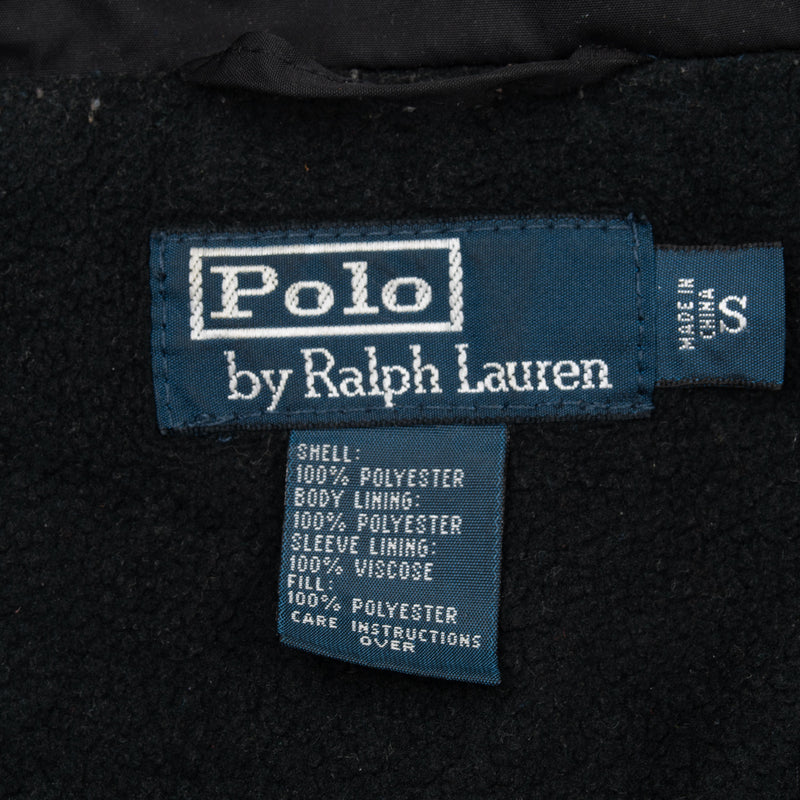 Polo
by Ralph Lauren
MADE IN
CHINA
S
SHELL:
100% POLYESTER
BODY LINING:
100% POLYESTER
SLEEVE LINING:
100% VISCOSE
FILL:
100% POLYESTER
CARE INSTRUCTIONS
OVER